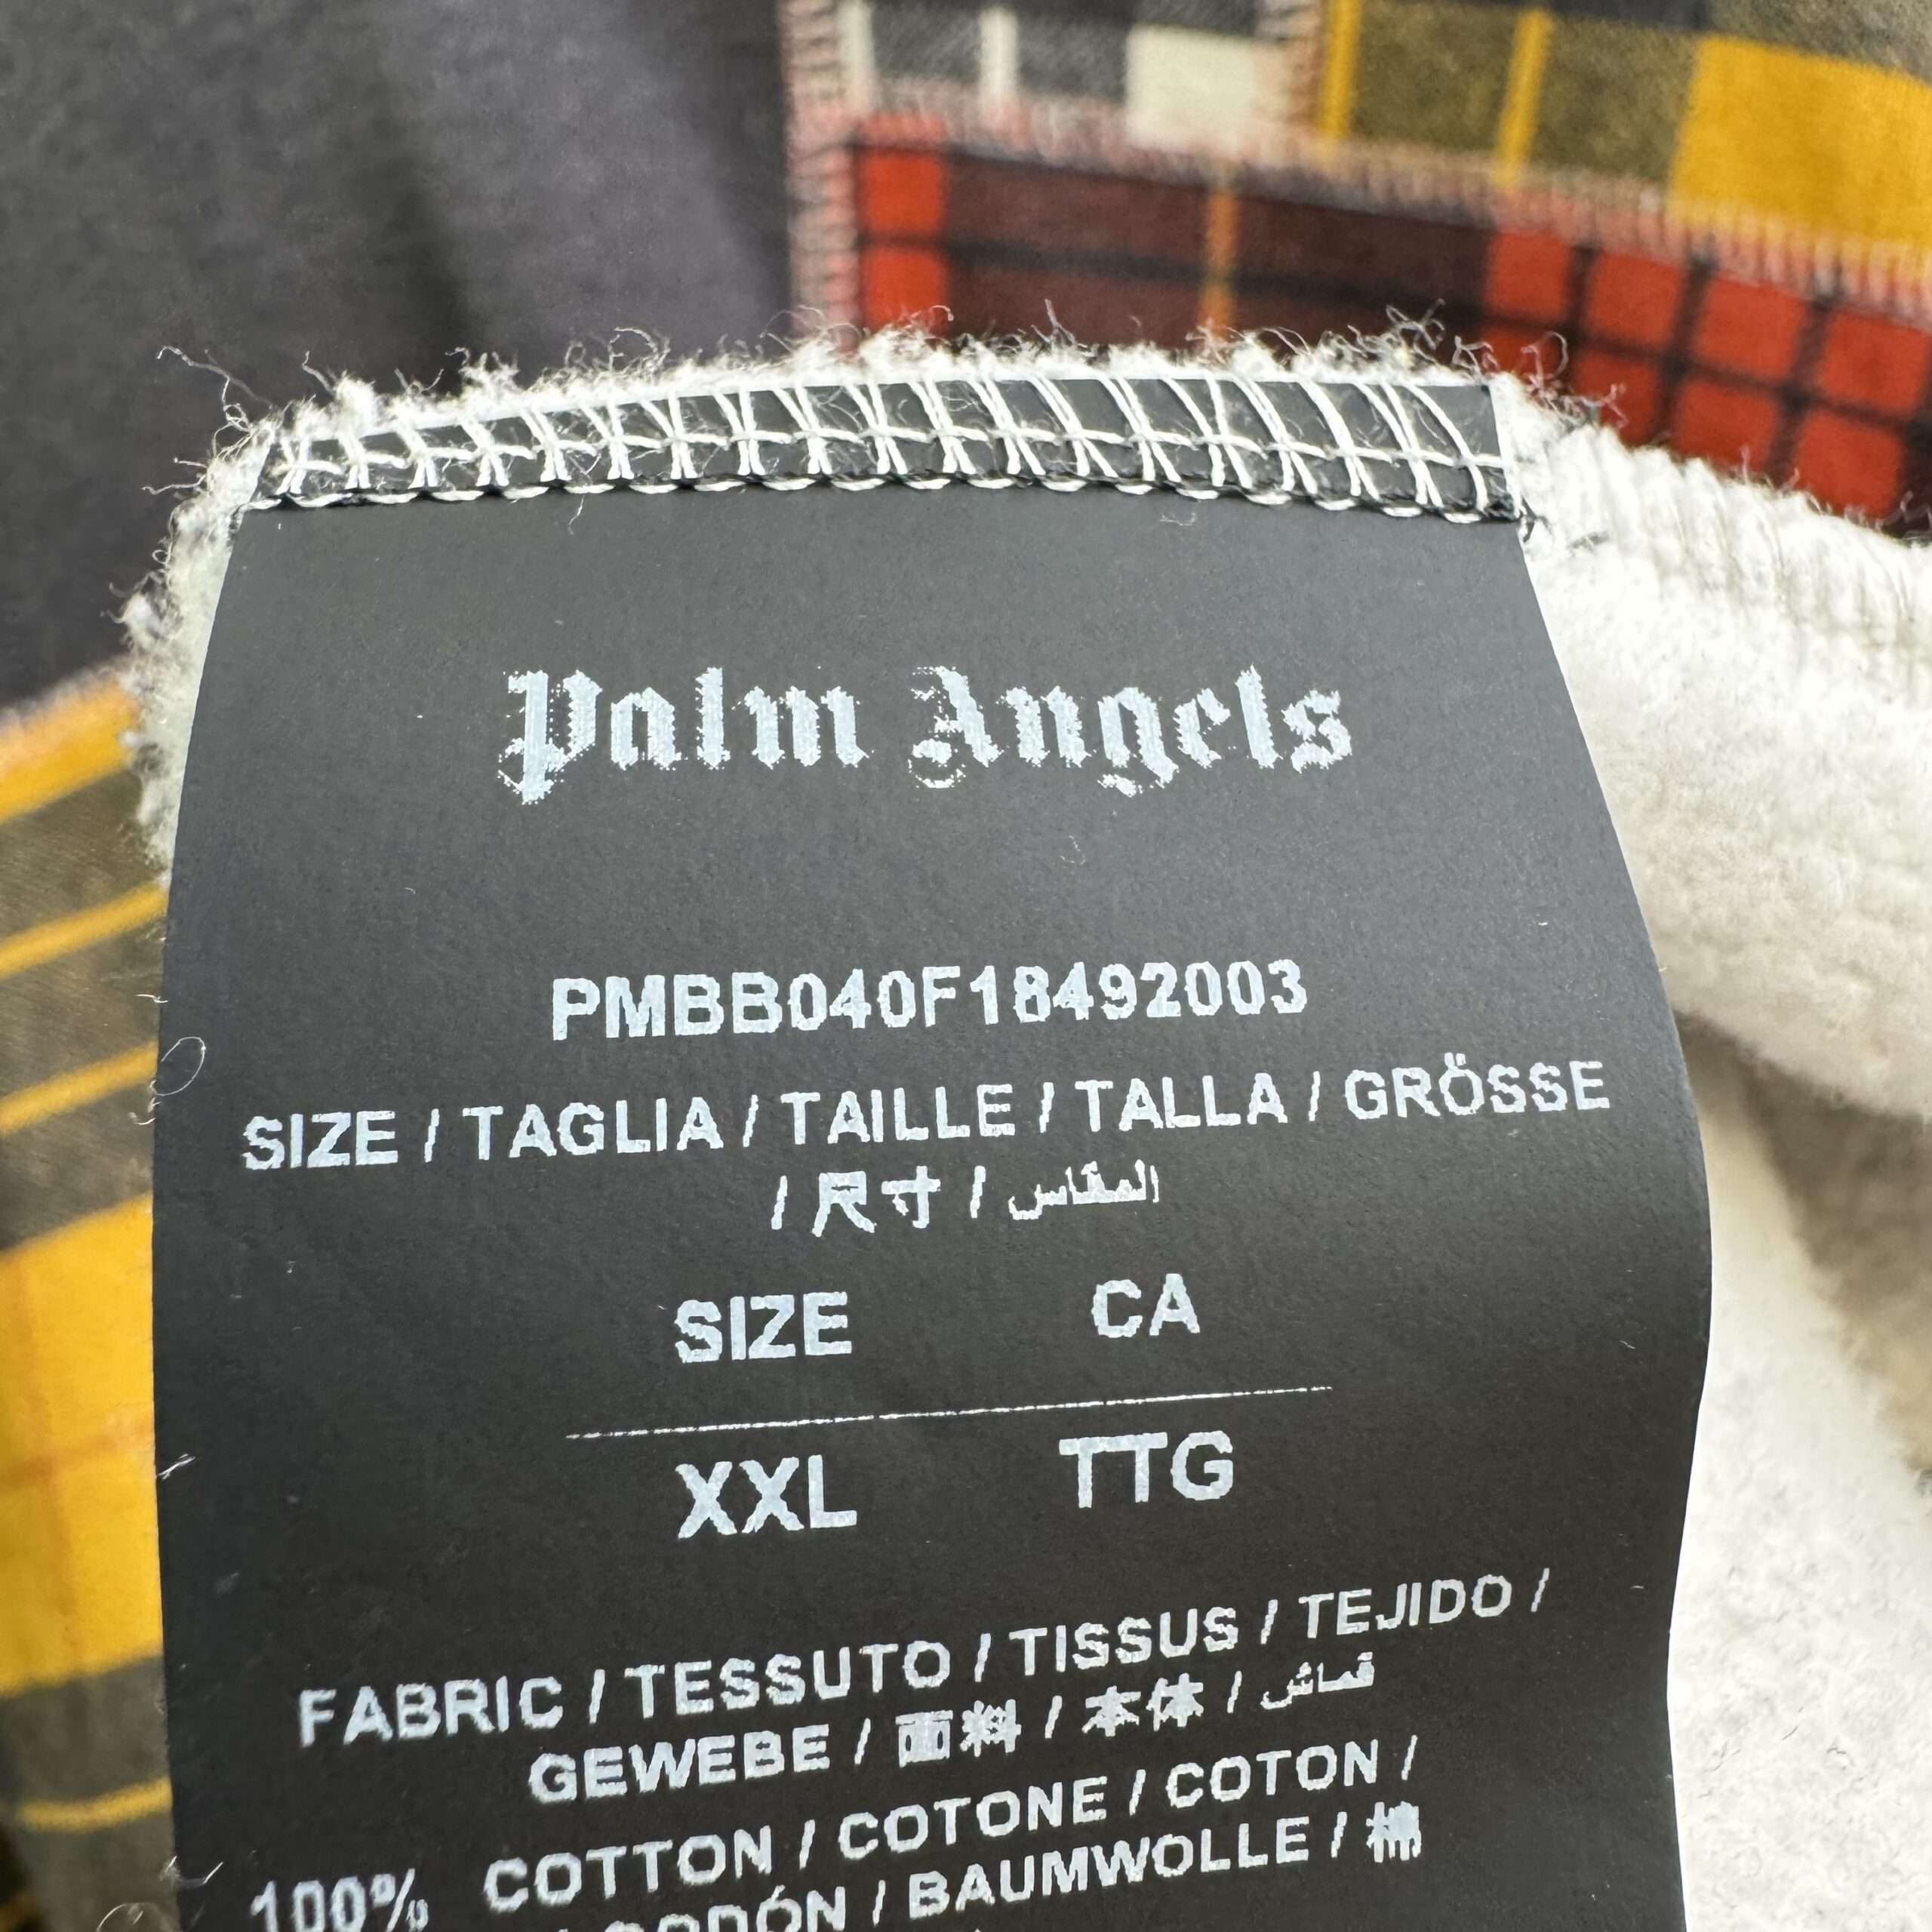 Palm Angels
PMBB040F18492003
SIZE / TAGLIA / TAILLE / TALLA / GRÖSSE
/ 尺寸 / المقاس
SIZE CA
XXL TTG
FABRIC / TESSUTO / TISSUS / TEJIDO /
GEWEBE / 面料 / 本体 / قماش
100% COTTON / COTONE / COTON /
/ BAUMWOLLE / 棉